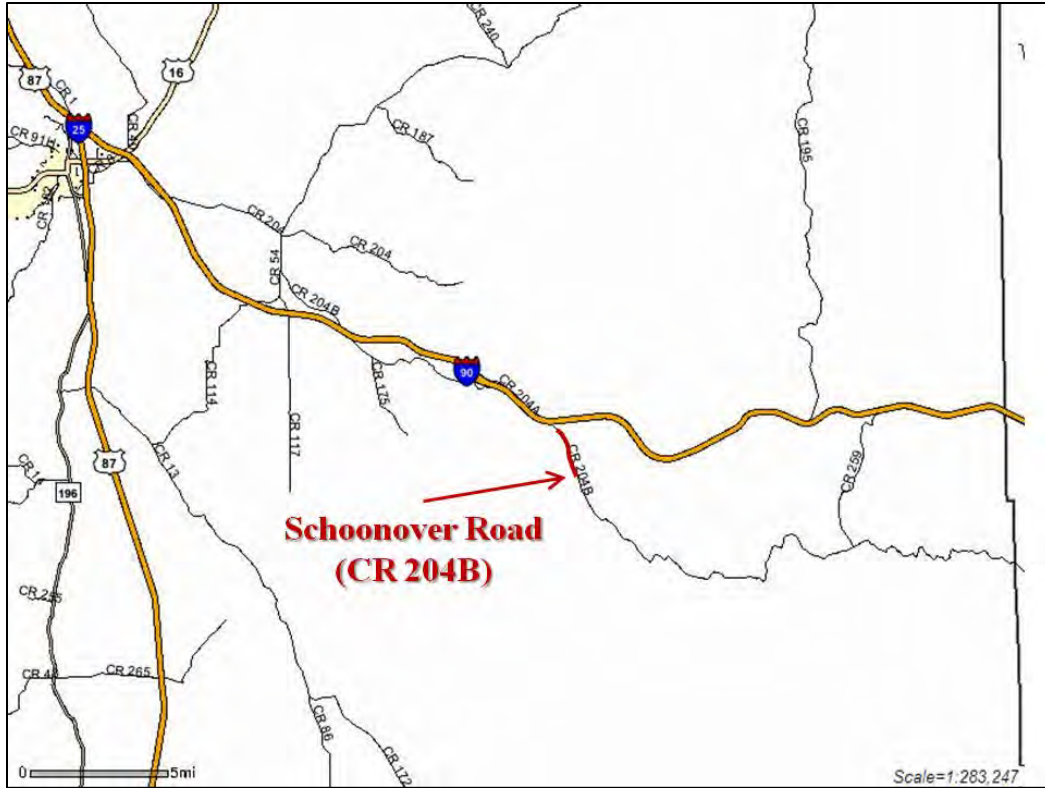 CR 240
16
87
CR 1
25
CR 187
CR 91H
CR 195
CR 204
CR 204
CR 54
CR 204B
90
CR 204A
CR 175
CR 114
CR 117
CR 259
CR 204B
87
CR 13
196
Schoonover Road
(CR 204B)
CR 255
CR 265
CR 86
CR 172
0
5mi
Scale=1:283,247